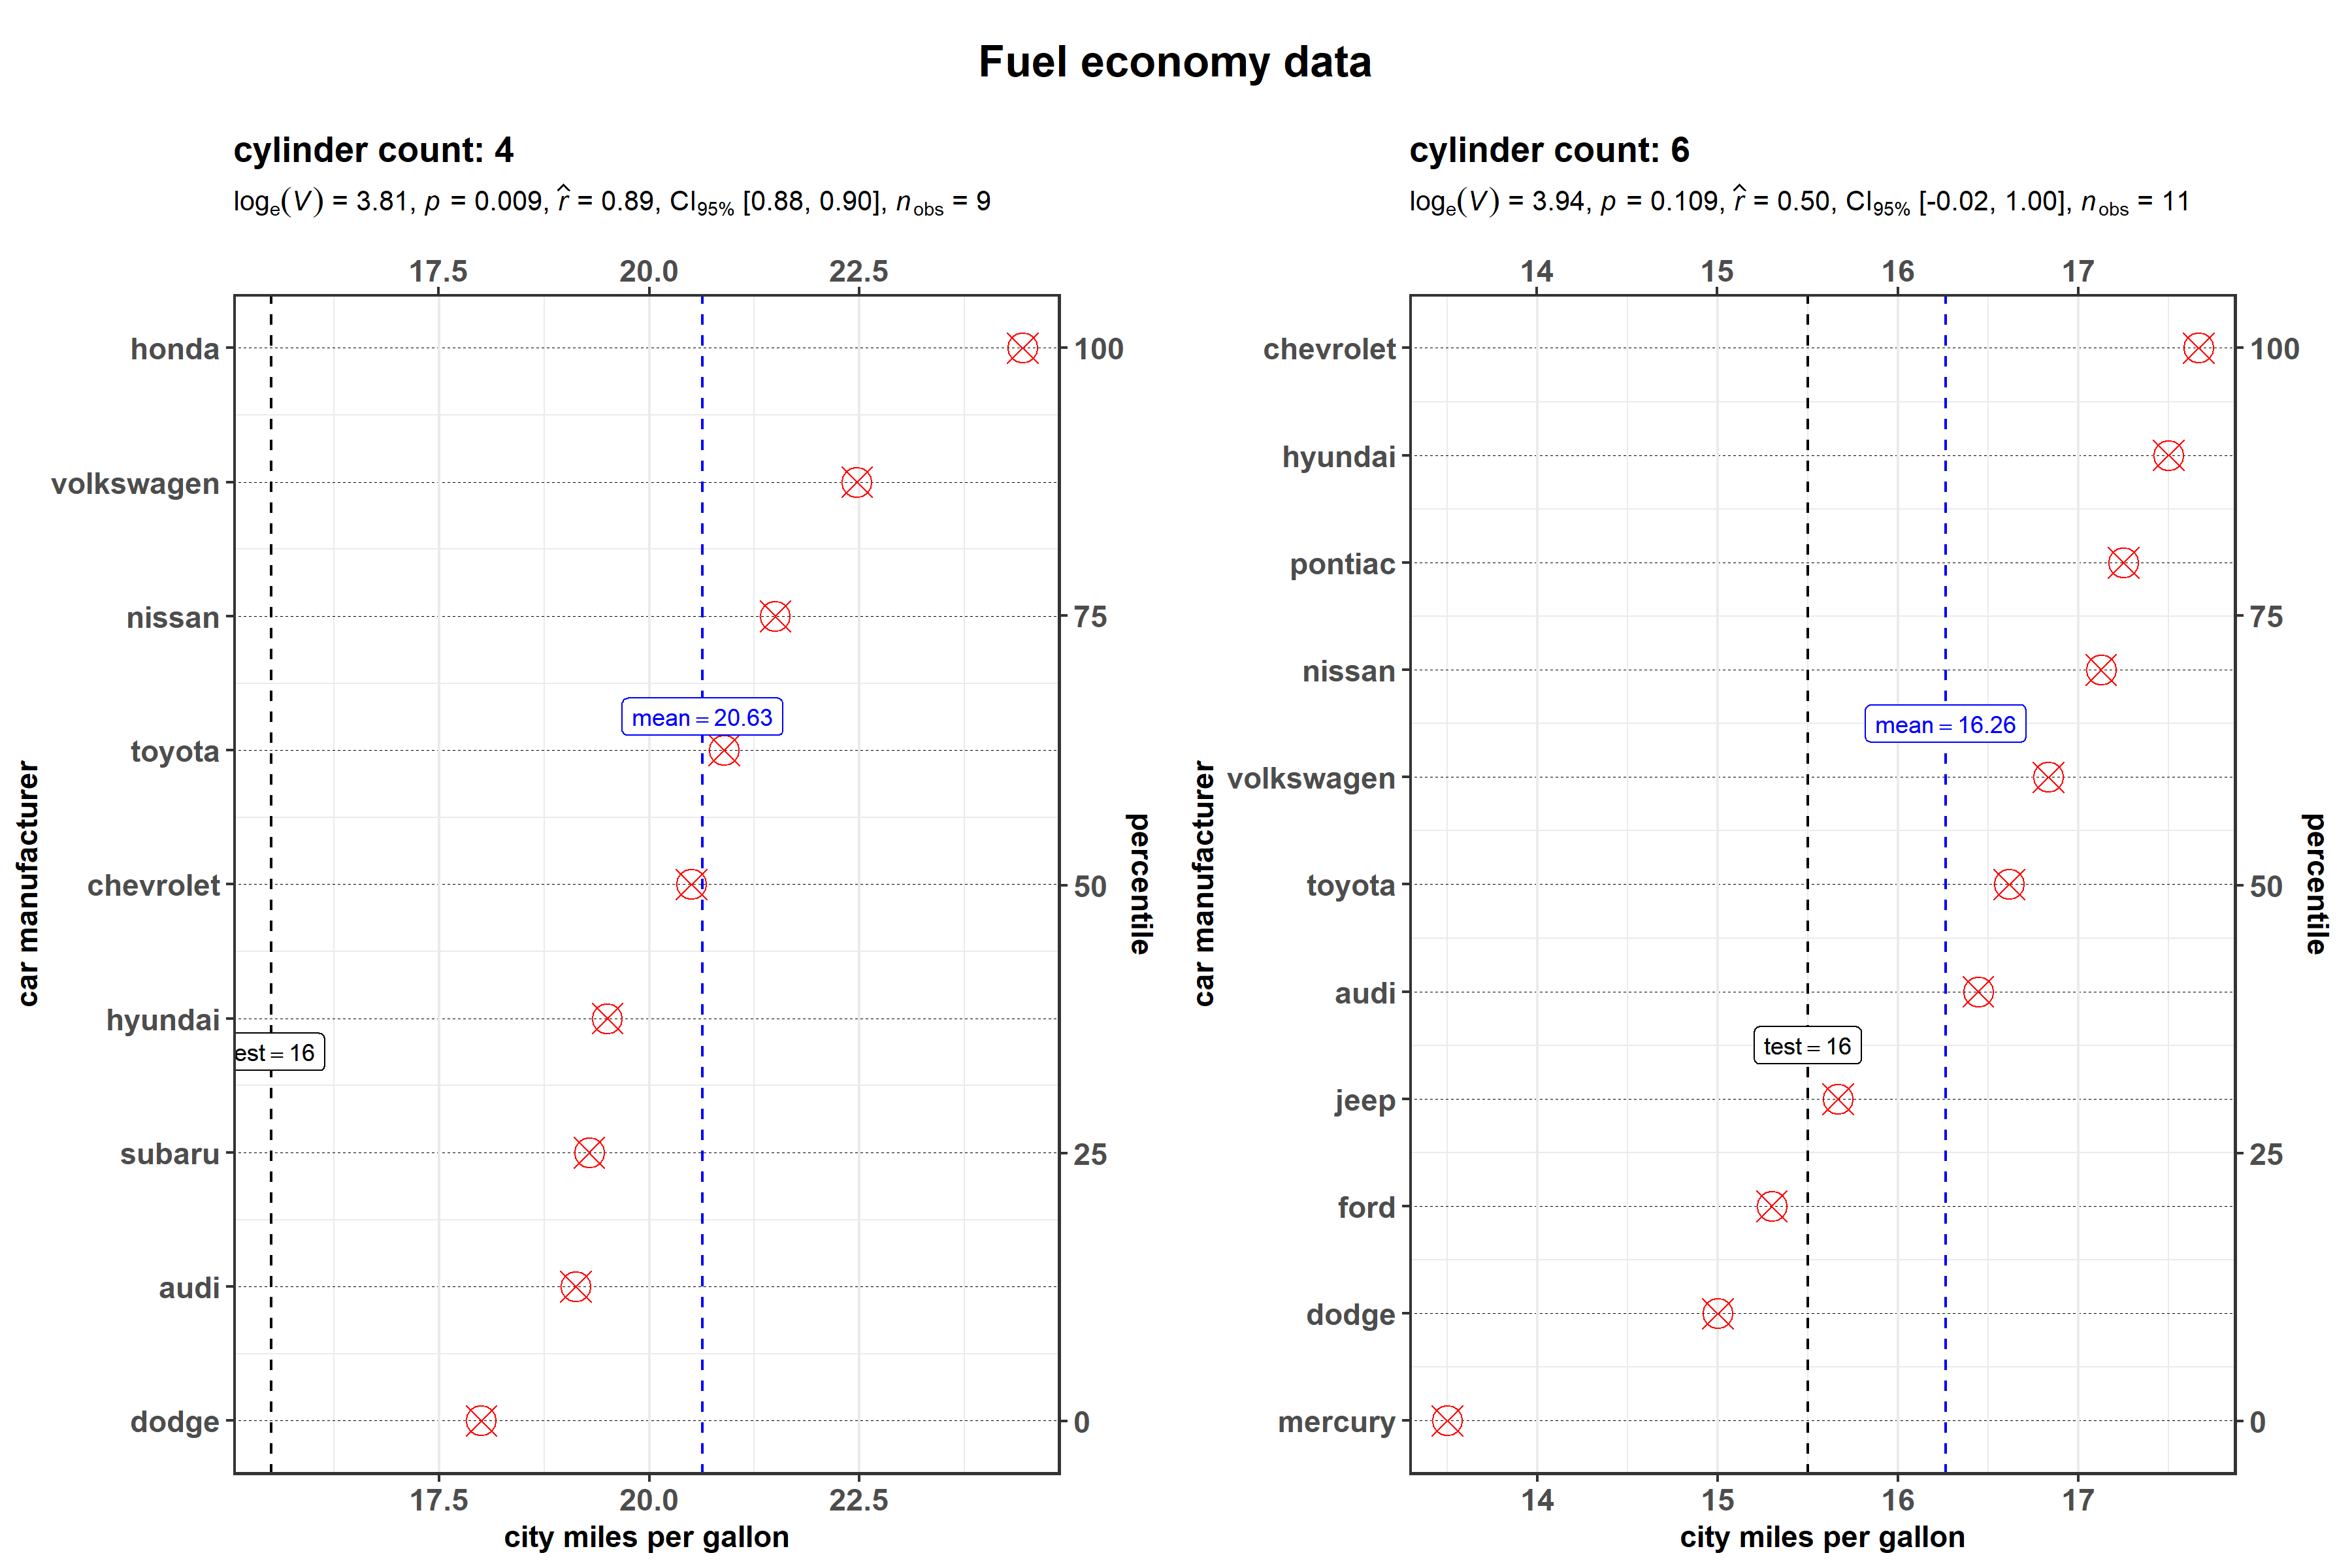 Fuel economy data
cylinder count: 4
logₑ(V) = 3.81, p = 0.009, r̂ = 0.89, CI₉₅% [0.88, 0.90], n_obs = 9
17.5 20.0 22.5
honda
volkswagen
nissan
toyota
chevrolet
hyundai
subaru
audi
dodge
car manufacturer
mean = 20.63
est = 16
100
75
50
25
0
percentile
17.5 20.0 22.5
city miles per gallon
cylinder count: 6
logₑ(V) = 3.94, p = 0.109, r̂ = 0.50, CI₉₅% [-0.02, 1.00], n_obs = 11
14 15 16 17
chevrolet
hyundai
pontiac
nissan
volkswagen
toyota
audi
jeep
ford
dodge
mercury
car manufacturer
mean = 16.26
test = 16
100
75
50
25
0
percentile
14 15 16 17
city miles per gallon